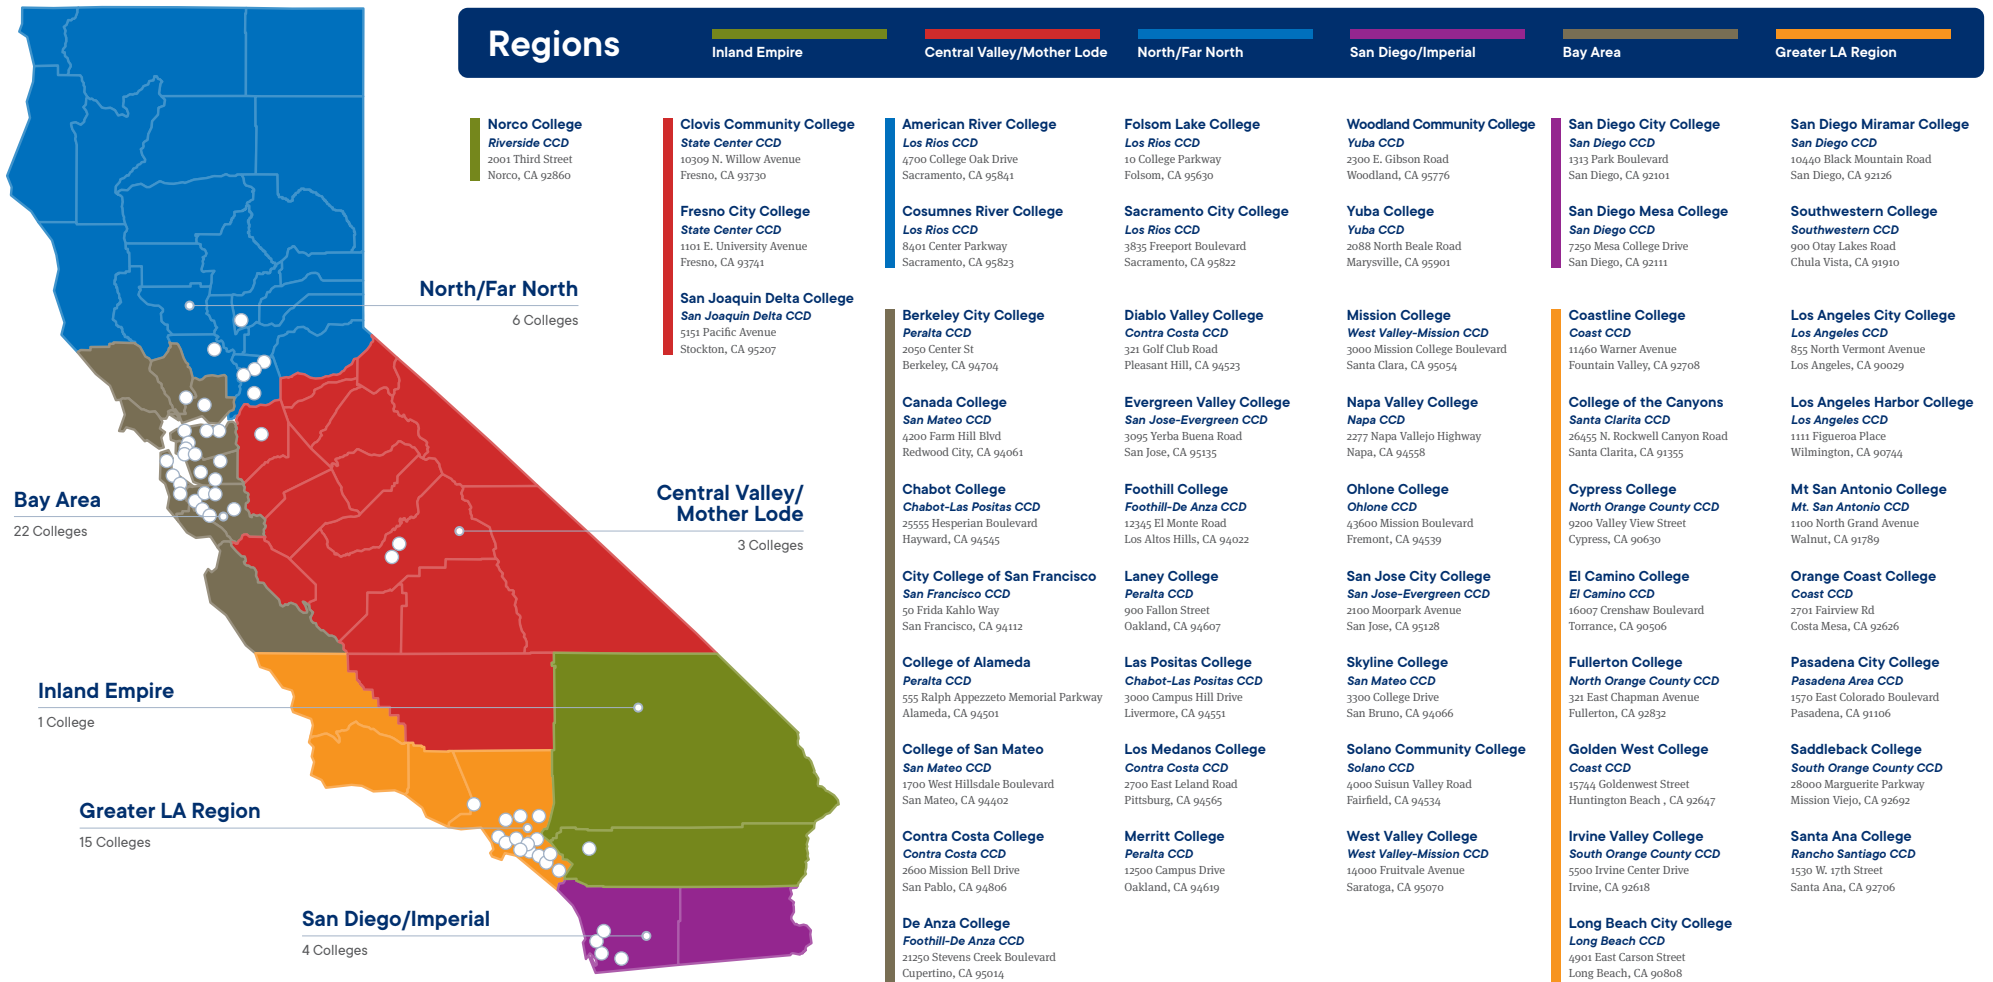 Regions
Inland Empire
Central Valley/Mother Lode
North/Far North
San Diego/Imperial
Bay Area
Greater LA Region
North/Far North
6 Colleges
Bay Area
22 Colleges
Central Valley/
Mother Lode
3 Colleges
Inland Empire
1 College
Greater LA Region
15 Colleges
San Diego/Imperial
4 Colleges
Norco College
Riverside CCD
2001 Third Street
Norco, CA 92860
Clovis Community College
State Center CCD
10309 N. Willow Avenue
Fresno, CA 93730
Fresno City College
State Center CCD
1101 E. University Avenue
Fresno, CA 93741
San Joaquin Delta College
San Joaquin Delta CCD
5151 Pacific Avenue
Stockton, CA 95207
American River College
Los Rios CCD
4700 College Oak Drive
Sacramento, CA 95841
Cosumnes River College
Los Rios CCD
8401 Center Parkway
Sacramento, CA 95823
Folsom Lake College
Los Rios CCD
10 College Parkway
Folsom, CA 95630
Sacramento City College
Los Rios CCD
3835 Freeport Boulevard
Sacramento, CA 95822
Woodland Community College
Yuba CCD
2300 E. Gibson Road
Woodland, CA 95776
Yuba College
Yuba CCD
2088 North Beale Road
Marysville, CA 95901
San Diego City College
San Diego CCD
1313 Park Boulevard
San Diego, CA 92101
San Diego Mesa College
San Diego CCD
7250 Mesa College Drive
San Diego, CA 92111
San Diego Miramar College
San Diego CCD
10440 Black Mountain Road
San Diego, CA 92126
Southwestern College
Southwestern CCD
900 Otay Lakes Road
Chula Vista, CA 91910
Berkeley City College
Peralta CCD
2050 Center St
Berkeley, CA 94704
Canada College
San Mateo CCD
4200 Farm Hill Blvd
Redwood City, CA 94061
Chabot College
Chabot-Las Positas CCD
25555 Hesperian Boulevard
Hayward, CA 94545
City College of San Francisco
San Francisco CCD
50 Frida Kahlo Way
San Francisco, CA 94112
College of Alameda
Peralta CCD
555 Ralph Appezzeto Memorial Parkway
Alameda, CA 94501
College of San Mateo
San Mateo CCD
1700 West Hillsdale Boulevard
San Mateo, CA 94402
Contra Costa College
Contra Costa CCD
2600 Mission Bell Drive
San Pablo, CA 94806
De Anza College
Foothill-De Anza CCD
21250 Stevens Creek Boulevard
Cupertino, CA 95014
Diablo Valley College
Contra Costa CCD
321 Golf Club Road
Pleasant Hill, CA 94523
Evergreen Valley College
San Jose-Evergreen CCD
3095 Yerba Buena Road
San Jose, CA 95135
Foothill College
Foothill-De Anza CCD
12345 El Monte Road
Los Altos Hills, CA 94022
Laney College
Peralta CCD
900 Fallon Street
Oakland, CA 94607
Las Positas College
Chabot-Las Positas CCD
3000 Campus Hill Drive
Livermore, CA 94551
Los Medanos College
Contra Costa CCD
2700 East Leland Road
Pittsburg, CA 94565
Merritt College
Peralta CCD
12500 Campus Drive
Oakland, CA 94619
Mission College
West Valley-Mission CCD
3000 Mission College Boulevard
Santa Clara, CA 95054
Napa Valley College
Napa CCD
2277 Napa Vallejo Highway
Napa, CA 94558
Ohlone College
Ohlone CCD
43600 Mission Boulevard
Fremont, CA 94539
San Jose City College
San Jose-Evergreen CCD
2100 Moorpark Avenue
San Jose, CA 95128
Skyline College
San Mateo CCD
3300 College Drive
San Bruno, CA 94066
Solano Community College
Solano CCD
4000 Suisun Valley Road
Fairfield, CA 94534
West Valley College
West Valley-Mission CCD
14000 Fruitvale Avenue
Saratoga, CA 95070
Coastline College
Coast CCD
11460 Warner Avenue
Fountain Valley, CA 92708
College of the Canyons
Santa Clarita CCD
26455 N. Rockwell Canyon Road
Santa Clarita, CA 91355
Cypress College
North Orange County CCD
9200 Valley View Street
Cypress, CA 90630
El Camino College
El Camino CCD
16007 Crenshaw Boulevard
Torrance, CA 90506
Fullerton College
North Orange County CCD
321 East Chapman Avenue
Fullerton, CA 92832
Golden West College
Coast CCD
15744 Goldenwest Street
Huntington Beach , CA 92647
Irvine Valley College
South Orange County CCD
5500 Irvine Center Drive
Irvine, CA 92618
Long Beach City College
Long Beach CCD
4901 East Carson Street
Long Beach, CA 90808
Los Angeles City College
Los Angeles CCD
855 North Vermont Avenue
Los Angeles, CA 90029
Los Angeles Harbor College
Los Angeles CCD
1111 Figueroa Place
Wilmington, CA 90744
Mt San Antonio College
Mt. San Antonio CCD
1100 North Grand Avenue
Walnut, CA 91789
Orange Coast College
Coast CCD
2701 Fairview Rd
Costa Mesa, CA 92626
Pasadena City College
Pasadena Area CCD
1570 East Colorado Boulevard
Pasadena, CA 91106
Saddleback College
South Orange County CCD
28000 Marguerite Parkway
Mission Viejo, CA 92692
Santa Ana College
Rancho Santiago CCD
1530 W. 17th Street
Santa Ana, CA 92706